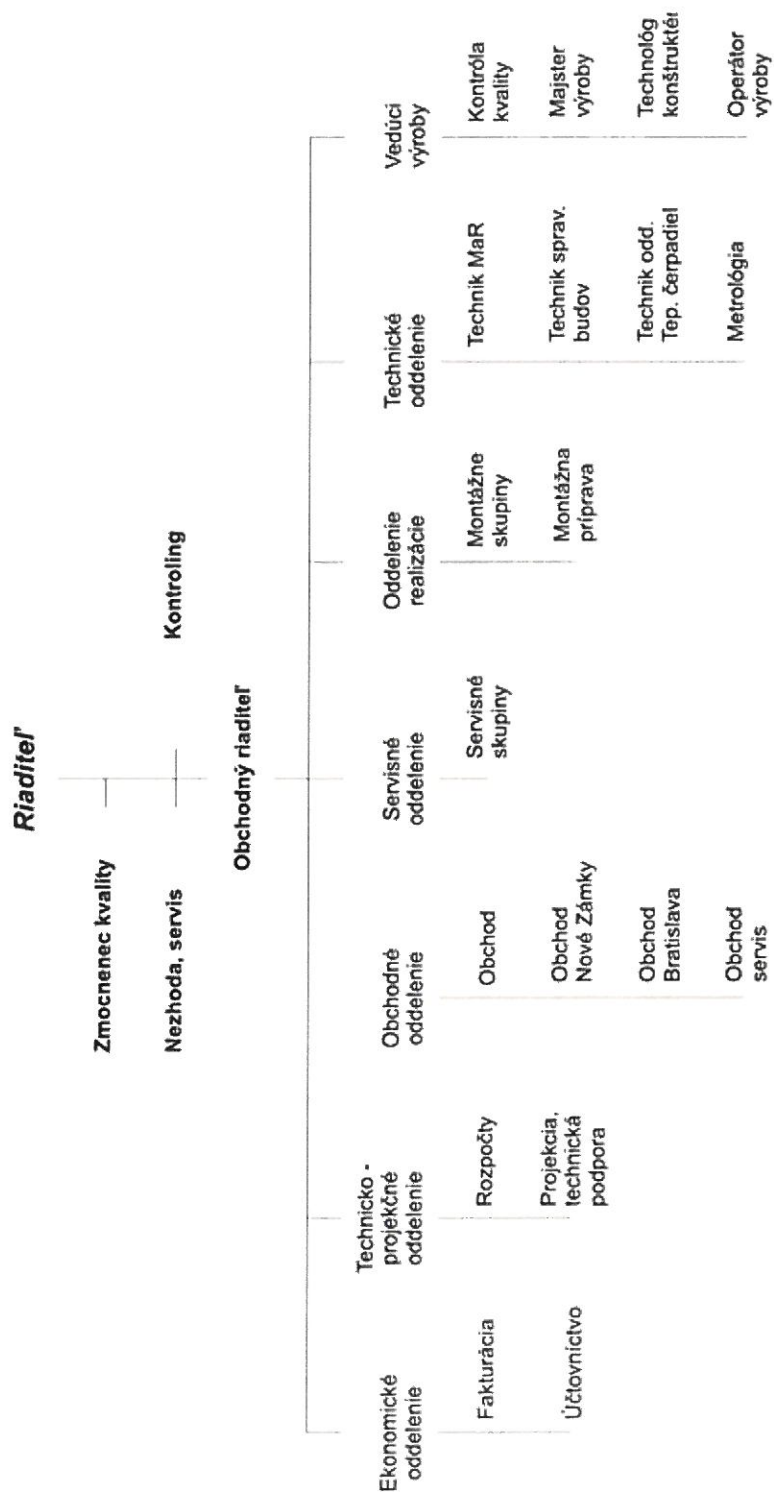 Riaditeľ
Zmocnenec kvality
Nezhoda, servis
Kontroling
Obchodný riaditeľ
Ekonomické
oddelenie
Fakturácia
Účtovníctvo
Technicko -
projekčné
oddelenie
Rozpočty
Projekcia,
technická
podpora
Obchodné
oddelenie
Obchod
Obchod
Nové Zámky
Obchod
Bratislava
Obchod
servis
Servisné
oddelenie
Servisné
skupiny
Oddelenie
realizácie
Montážne
skupiny
Montážna
príprava
Technické
oddelenie
Technik MaR
Technik sprav.
budov
Technik odd.
Tep. čerpadiel
Metrológia
Vedúci
výroby
Kontróla
kvality
Majster
výroby
Technológ
konštruktér
Operátor
výroby